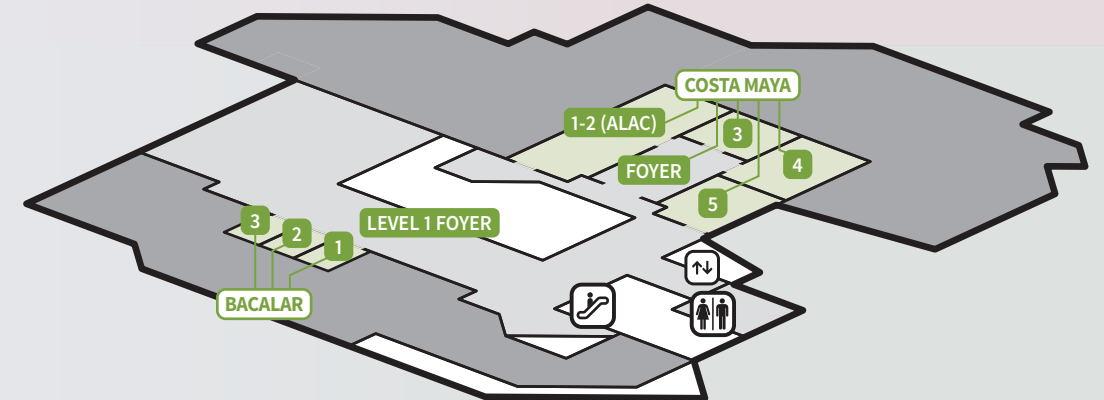 COSTA MAYA
1-2 (ALAC)
3
4
FOYER
5
3
2
1
LEVEL 1 FOYER
BACALAR